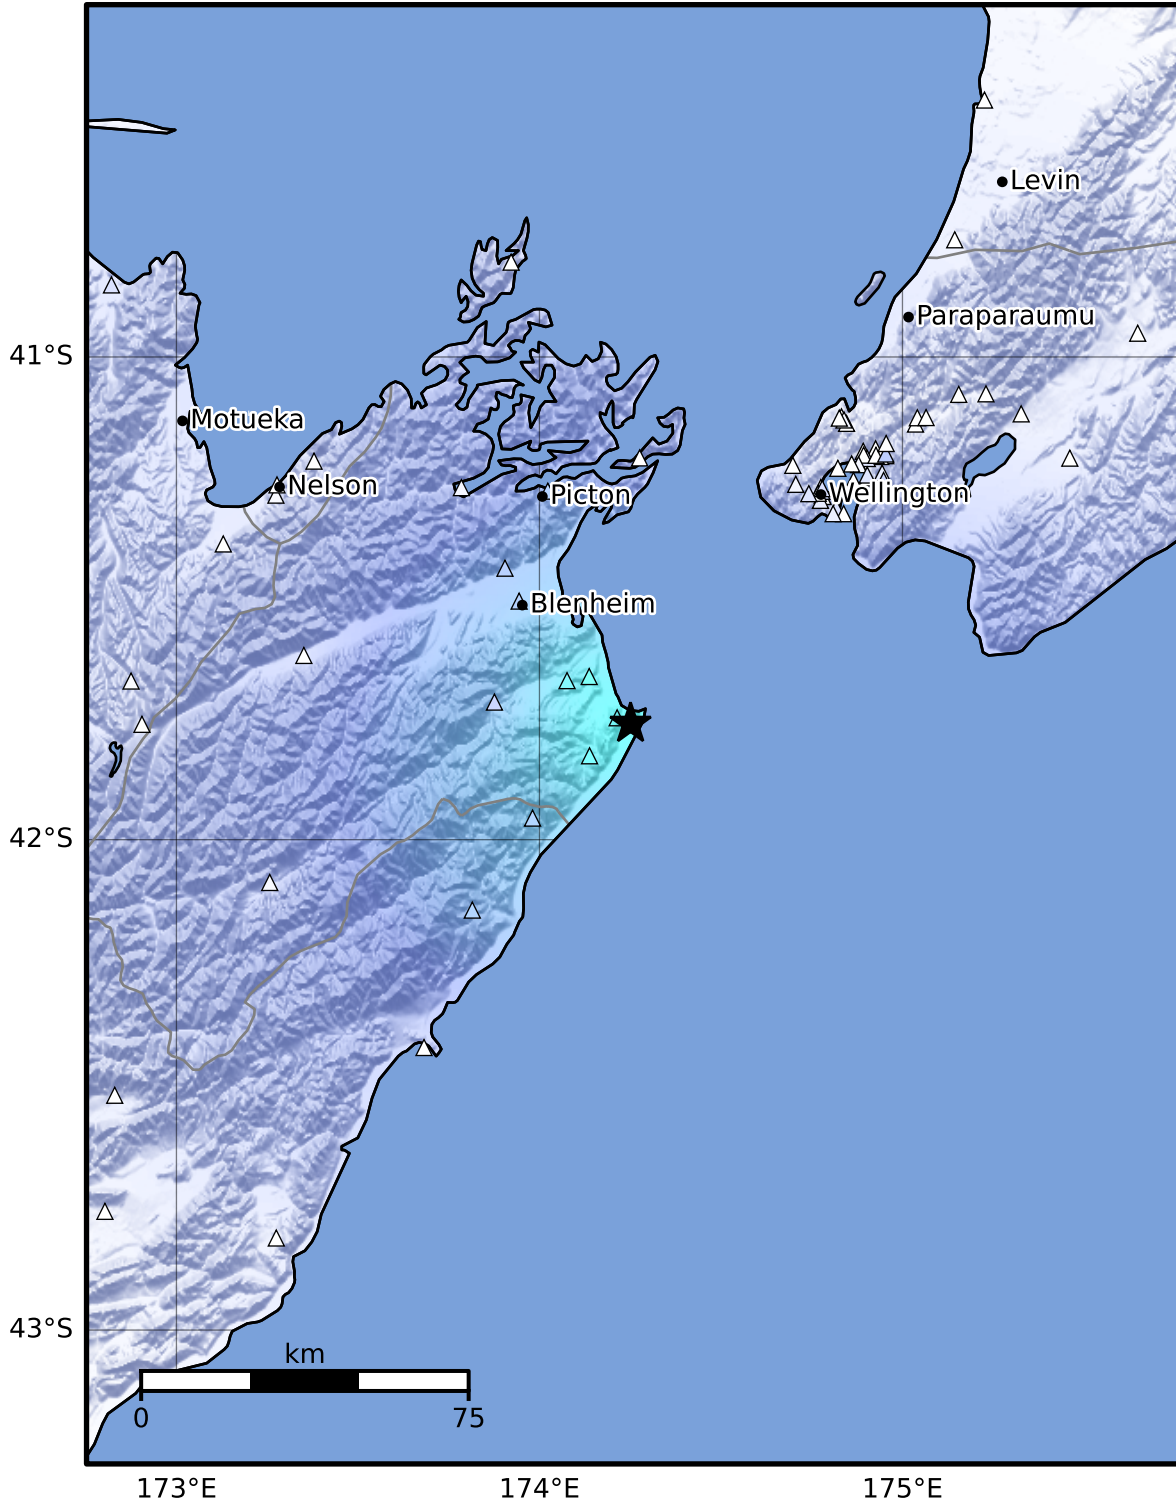 Levin
Paraparaumu
41°S
Motueka
Nelson
Picton
Wellington
Blenheim
42°S
43°S
km
0
75
173°E
174°E
175°E